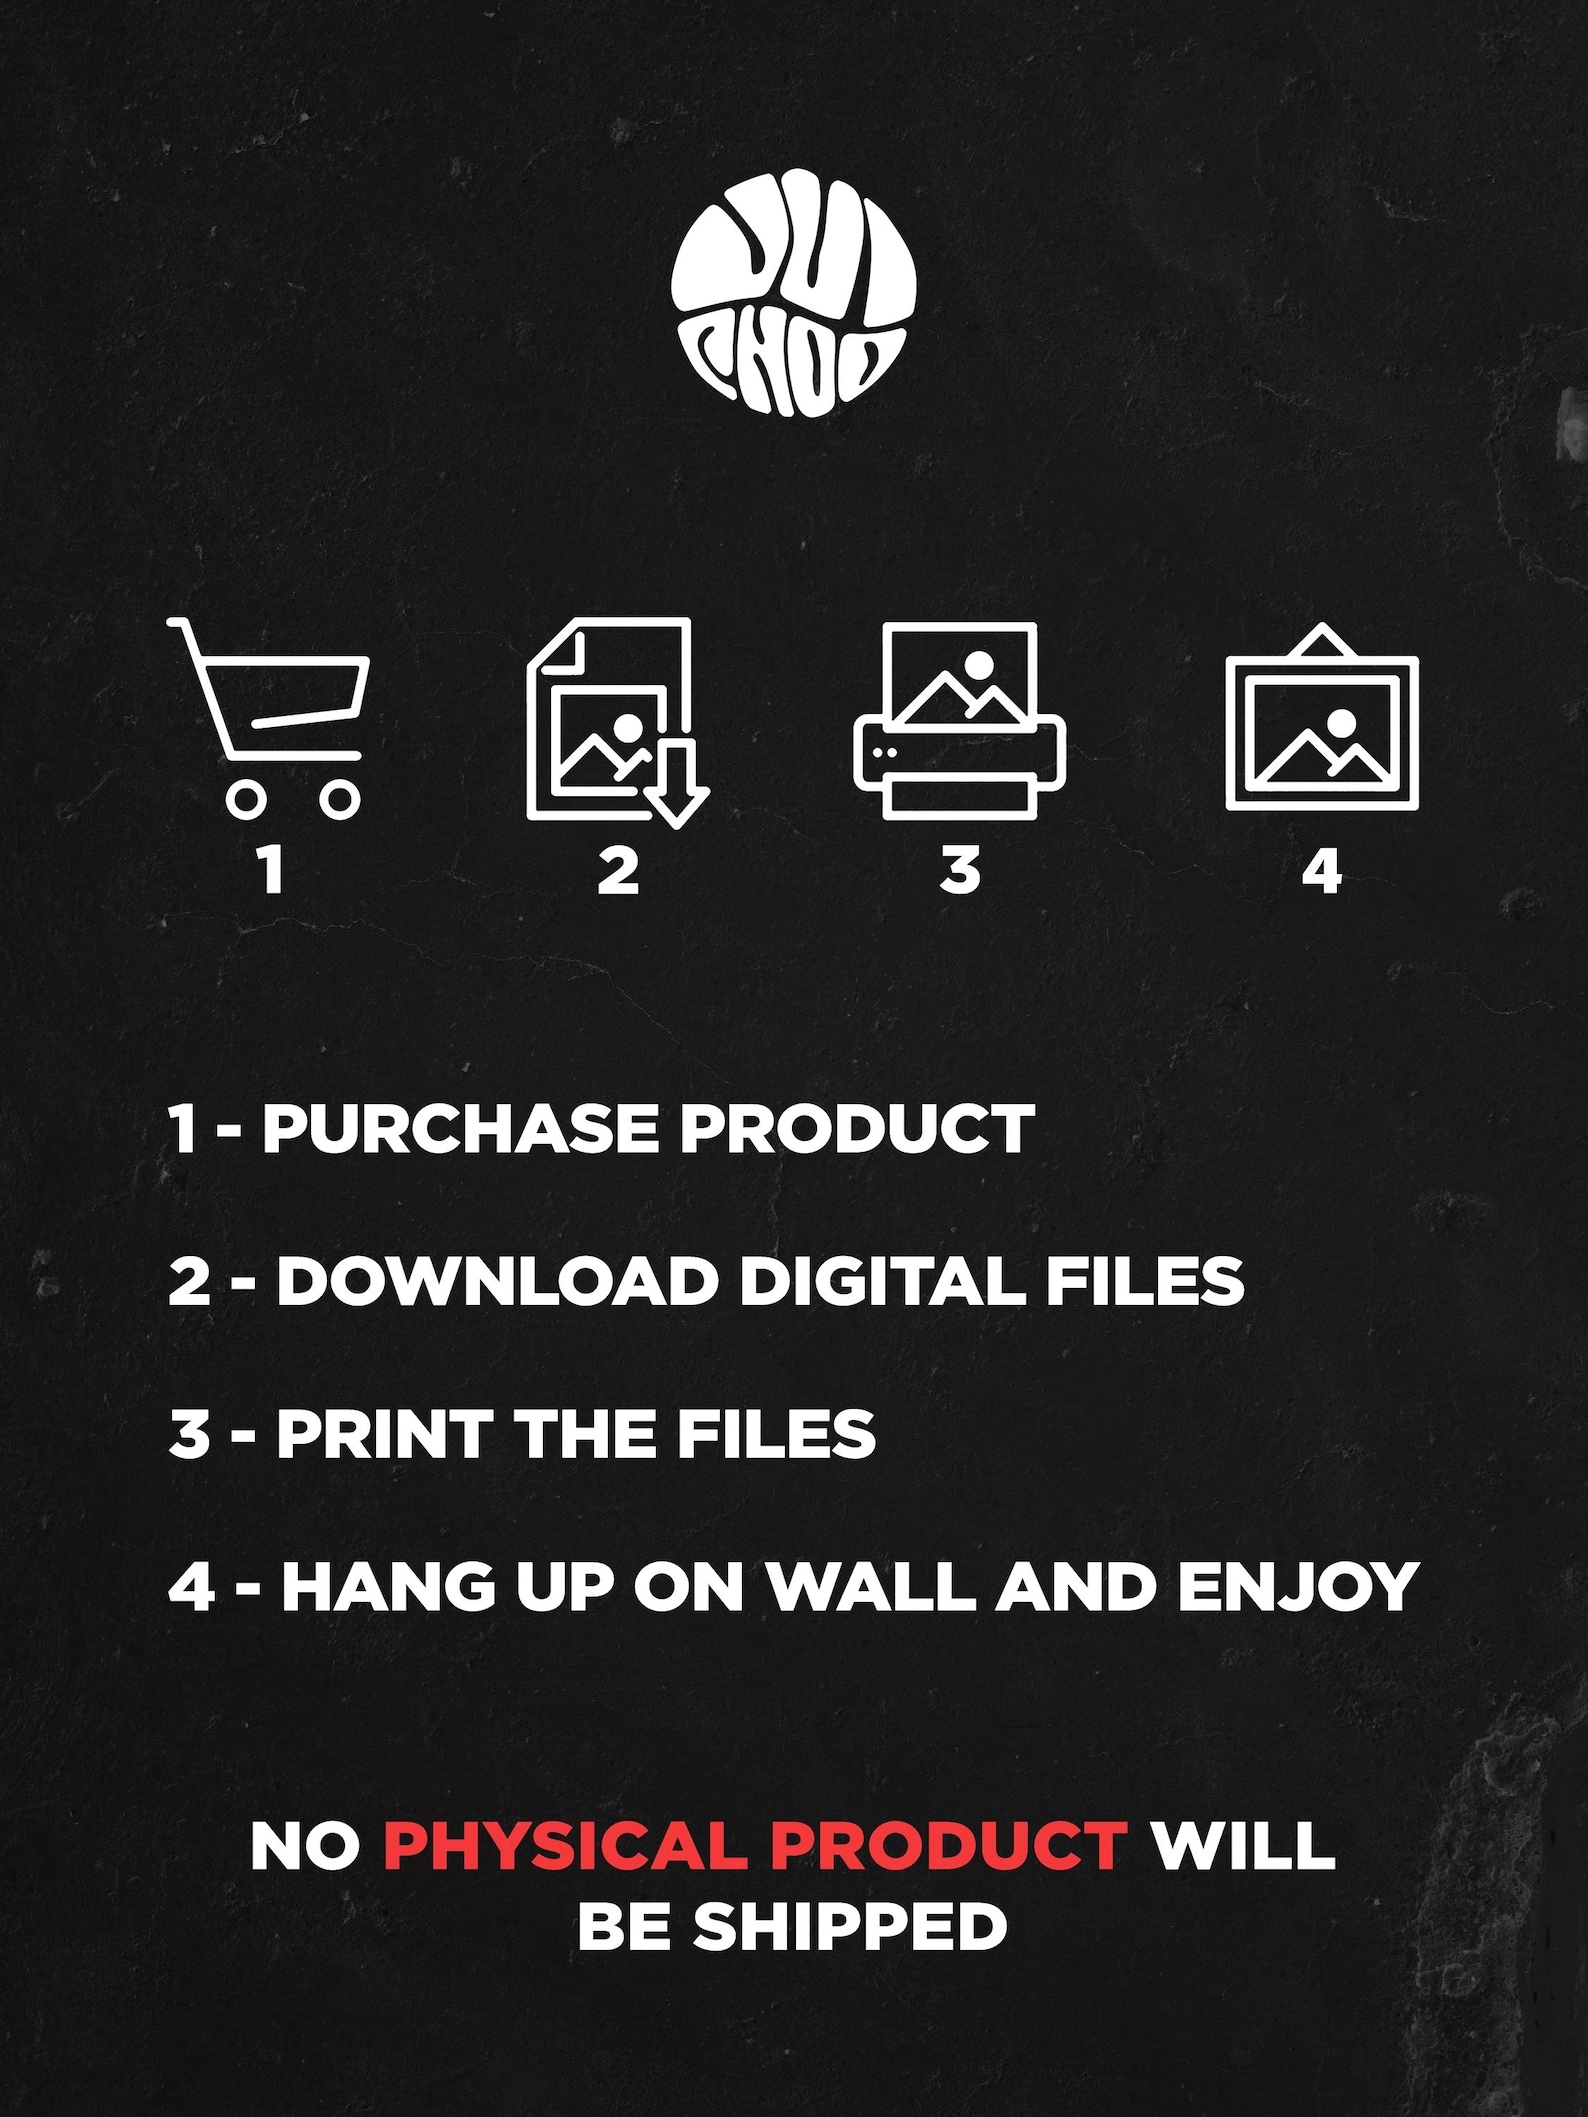 1
2
3
4
1 - PURCHASE PRODUCT
2 - DOWNLOAD DIGITAL FILES
3 - PRINT THE FILES
4 - HANG UP ON WALL AND ENJOY
NO PHYSICAL PRODUCT WILL
BE SHIPPED